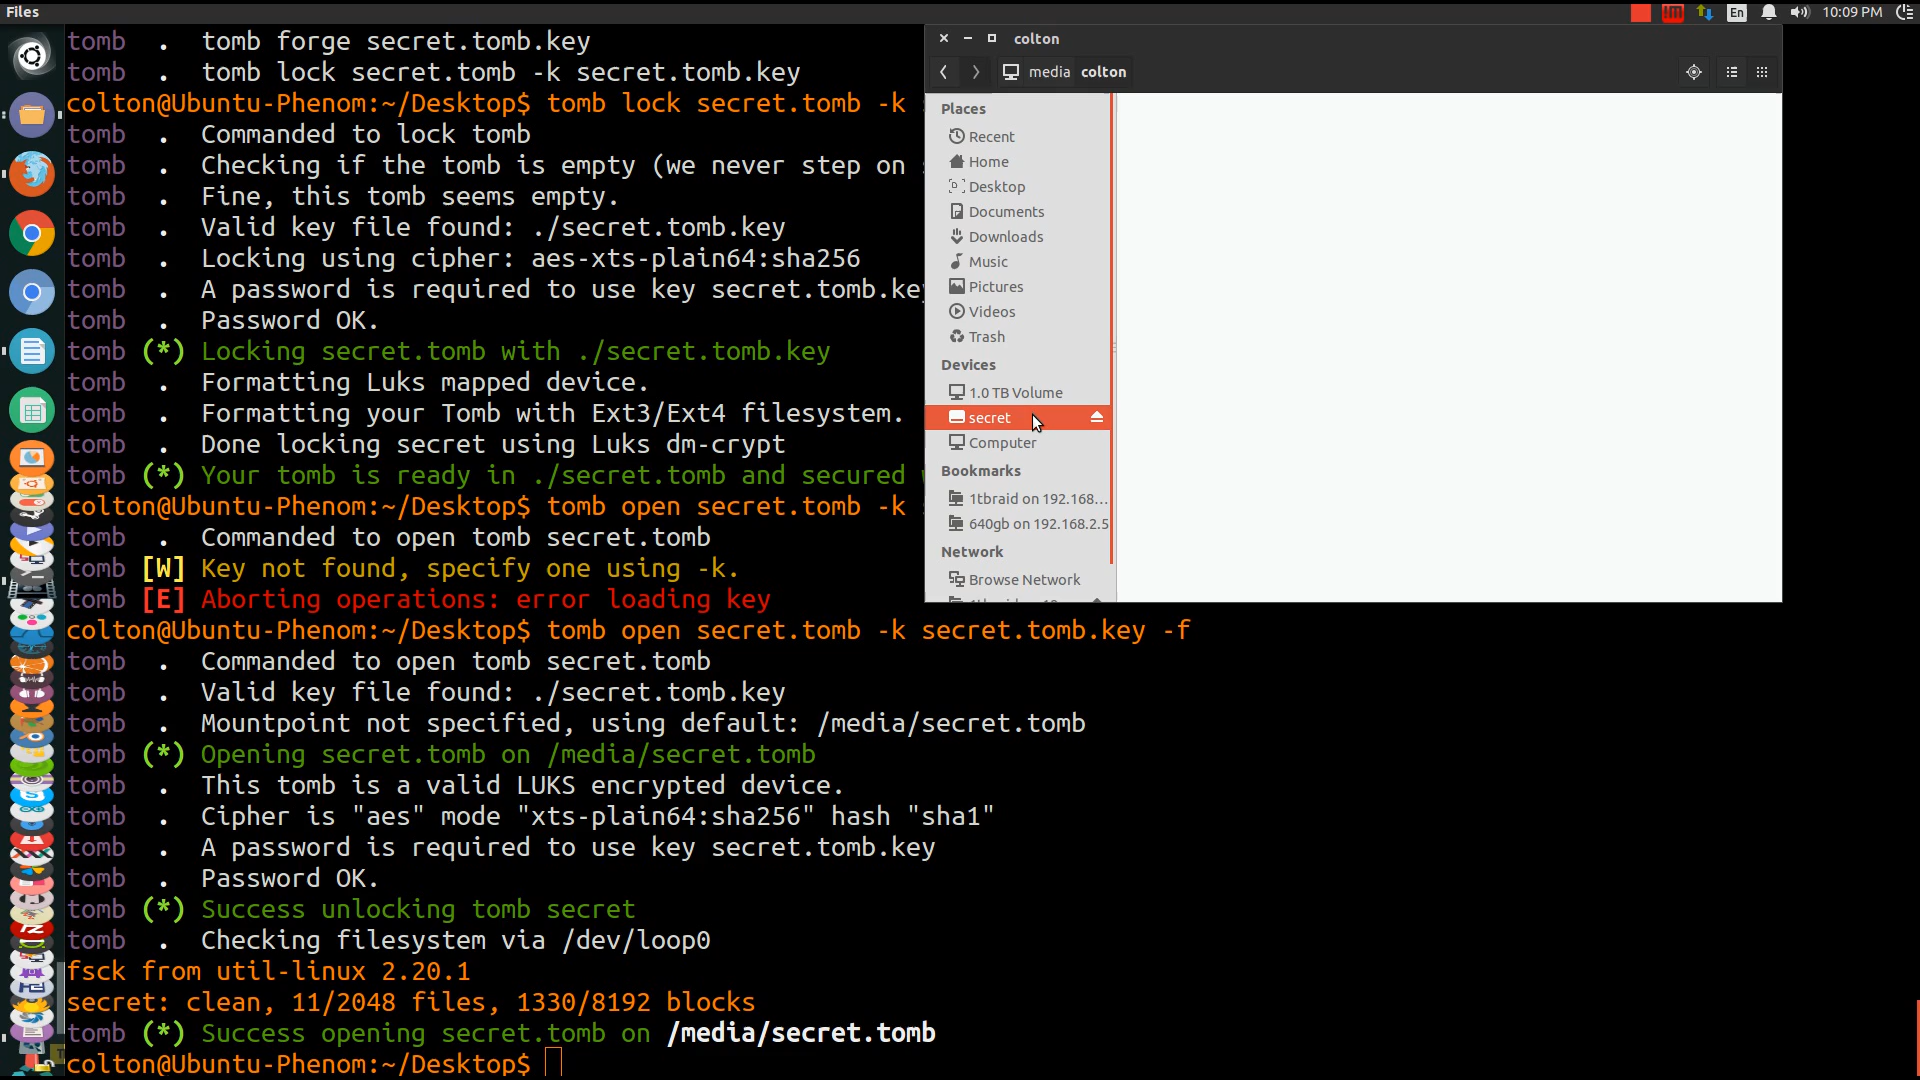 Files
En
10:09 PM
tomb . tomb forge secret.tomb.key
tomb . tomb lock secret.tomb -k secret.tomb.key
colton@Ubuntu-Phenom:~/Desktop$ tomb lock secret.tomb -k
tomb . Commanded to lock tomb
tomb . Checking if the tomb is empty (we never step on
tomb . Fine, this tomb seems empty.
tomb . Valid key file found: ./secret.tomb.key
tomb . Locking using cipher: aes-xts-plain64:sha256
tomb . A password is required to use key secret.tomb.key
tomb . Password OK.
tomb (*) Locking secret.tomb with ./secret.tomb.key
tomb . Formatting Luks mapped device.
tomb . Formatting your Tomb with Ext3/Ext4 filesystem.
tomb . Done locking secret using Luks dm-crypt
tomb (*) Your tomb is ready in ./secret.tomb and secured
colton@Ubuntu-Phenom:~/Desktop$ tomb open secret.tomb -k
tomb . Commanded to open tomb secret.tomb
tomb [W] Key not found, specify one using -k.
tomb [E] Aborting operations: error loading key
colton@Ubuntu-Phenom:~/Desktop$ tomb open secret.tomb -k secret.tomb.key -f
tomb . Commanded to open tomb secret.tomb
tomb . Valid key file found: ./secret.tomb.key
tomb . Mountpoint not specified, using default: /media/secret.tomb
tomb (*) Opening secret.tomb on /media/secret.tomb
tomb . This tomb is a valid LUKS encrypted device.
tomb . Cipher is "aes" mode "xts-plain64:sha256" hash "sha1"
tomb . A password is required to use key secret.tomb.key
tomb . Password OK.
tomb (*) Success unlocking tomb secret
tomb . Checking filesystem via /dev/loop0
fsck from util-linux 2.20.1
secret: clean, 11/2048 files, 1330/8192 blocks
tomb (*) Success opening secret.tomb on /media/secret.tomb
colton@Ubuntu-Phenom:~/Desktop$
colton
media colton
Places
Recent
Home
Desktop
Documents
Downloads
Music
Pictures
Videos
Trash
Devices
1.0 TB Volume
secret
Computer
Bookmarks
1tbraid on 192.168...
640gb on 192.168.2.5
Network
Browse Network